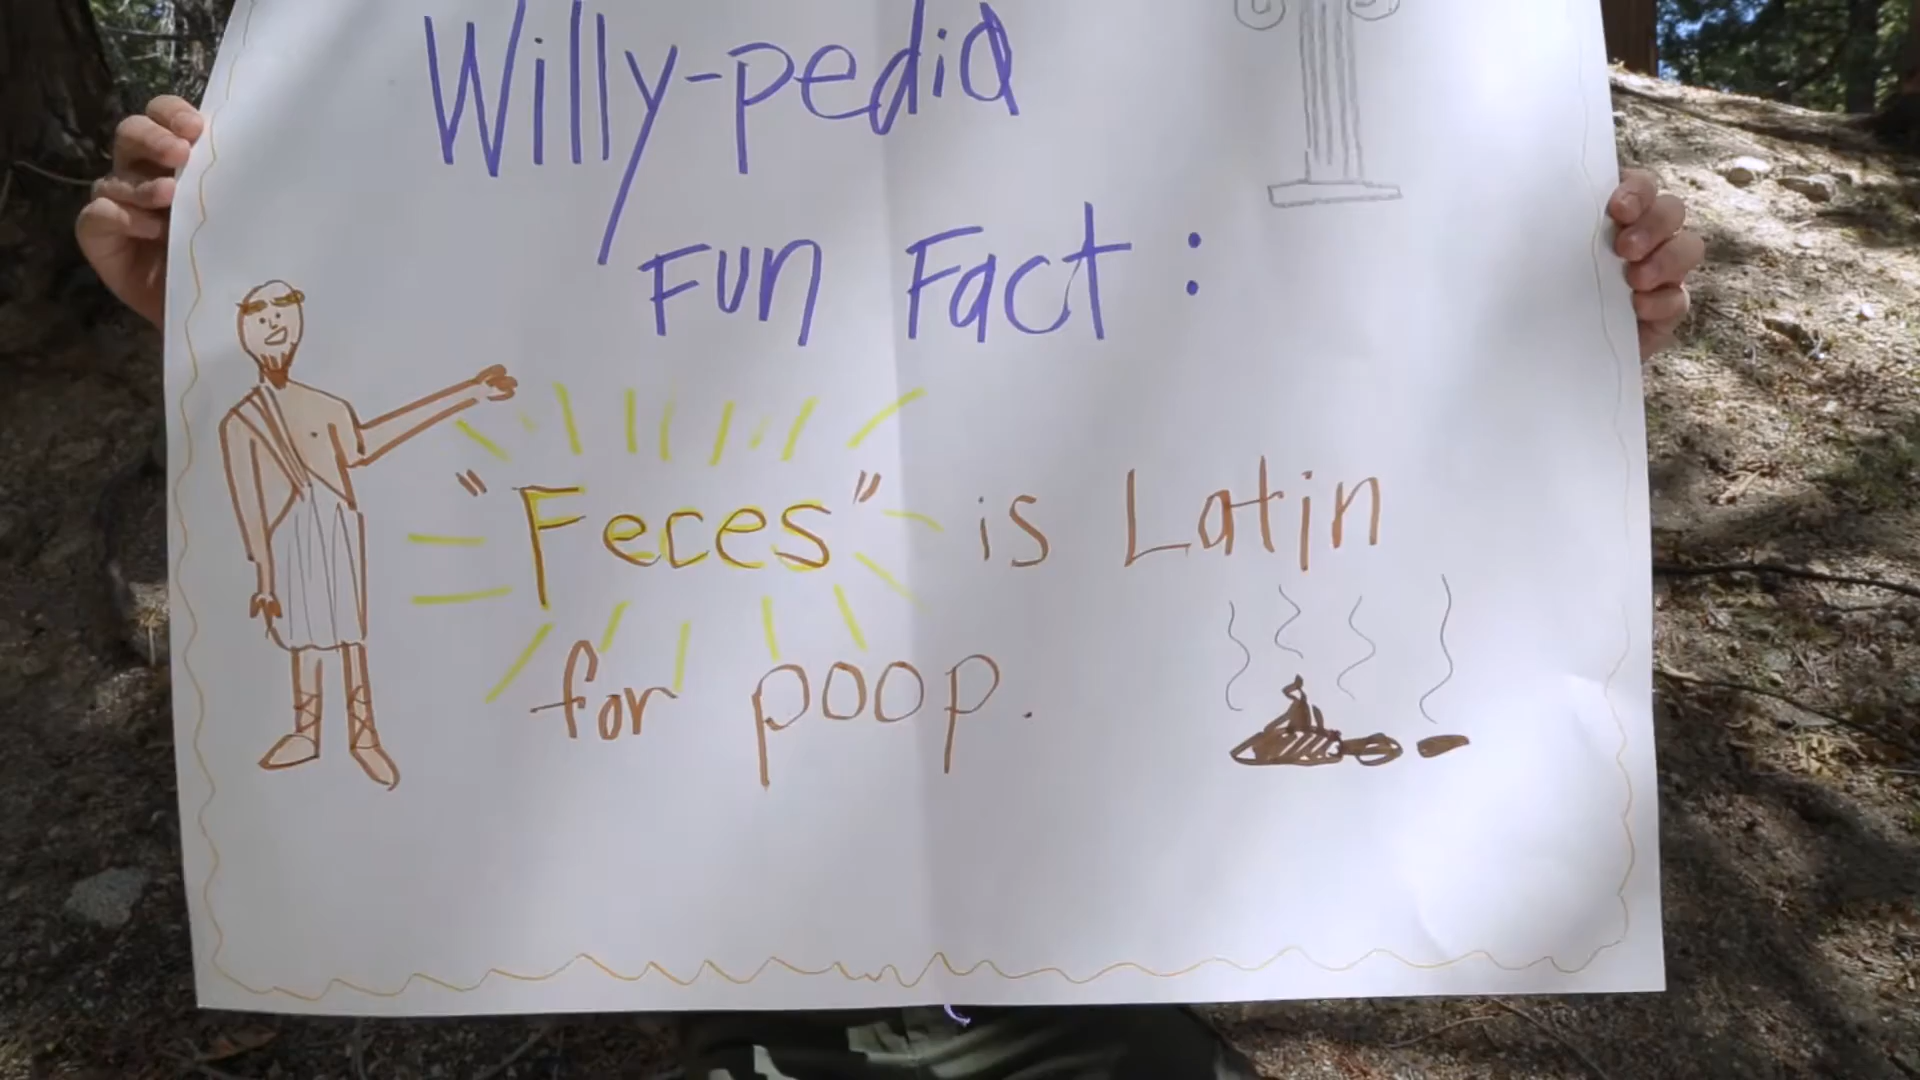 Willy-pedia
Fun Fact:
"Feces" is Latin
for poop.